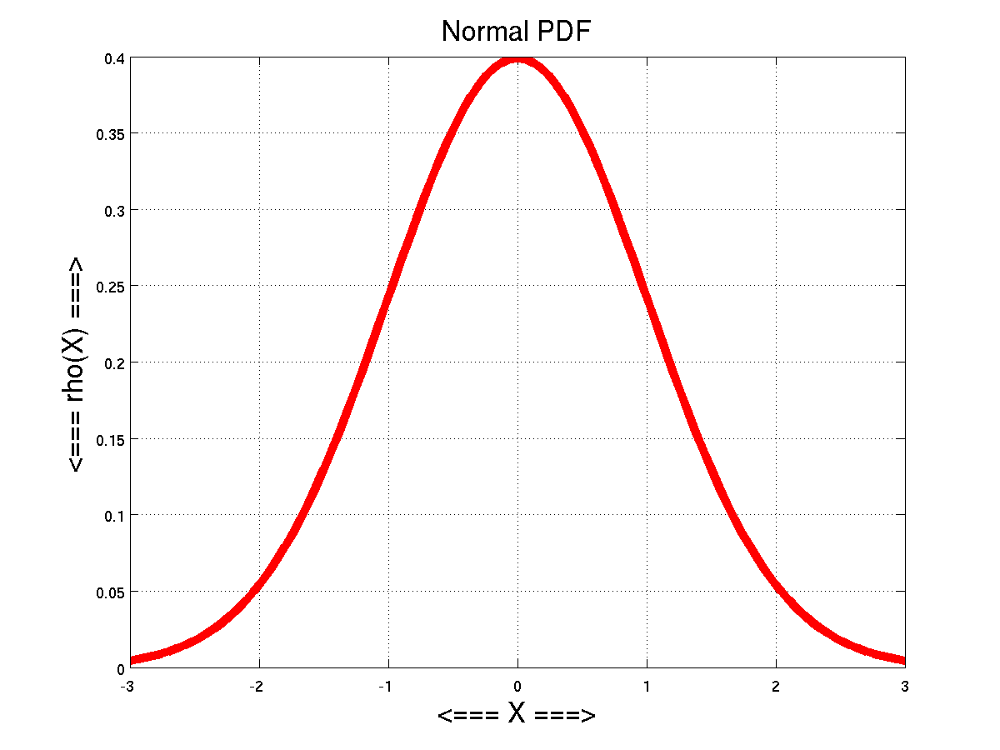 Normal PDF
0.4
0.35
0.3
0.25
0.2
0.15
0.1
0.05
0
<=== rho(X) ===>
-3 -2 -1 0 1 2 3
<=== X ===>